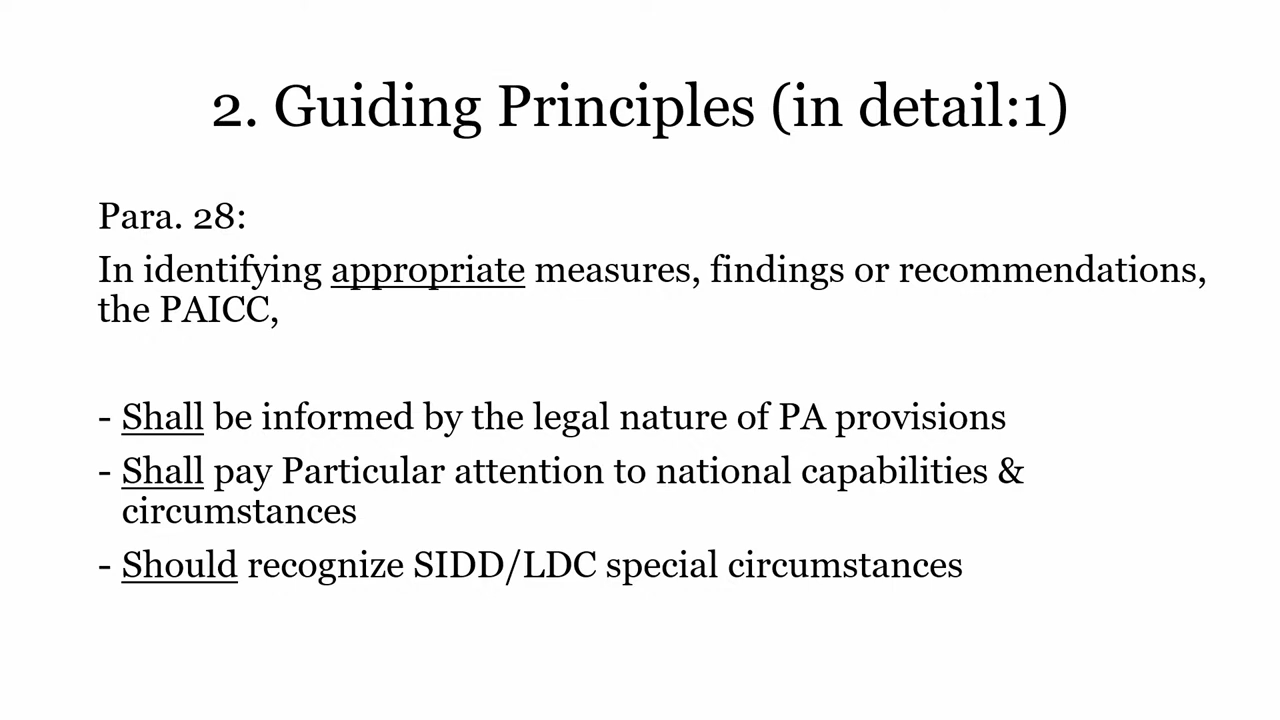 2. Guiding Principles (in detail:1)
Para. 28:
In identifying appropriate measures, findings or recommendations,
the PAICC,
- Shall be informed by the legal nature of PA provisions
- Shall pay Particular attention to national capabilities &
circumstances
- Should recognize SIDD/LDC special circumstances